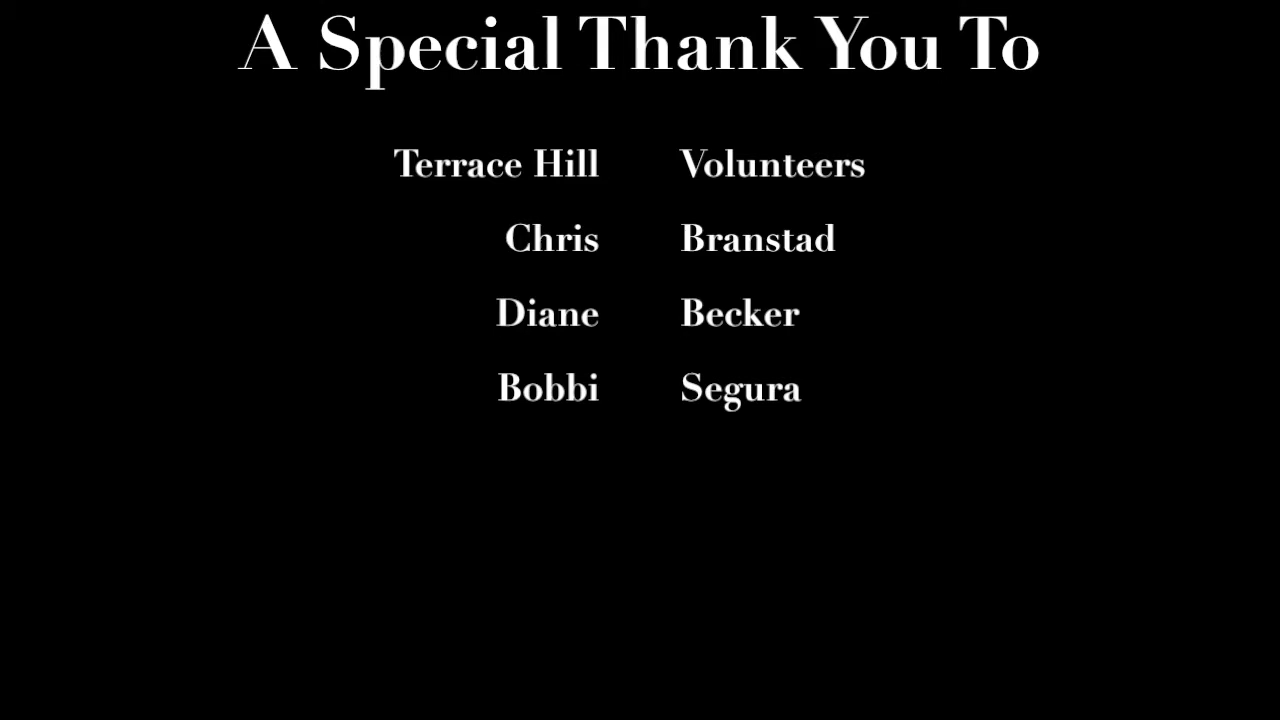 A Special Thank You To
Terrace Hill Volunteers
Chris Branstad
Diane Becker
Bobbi Segura